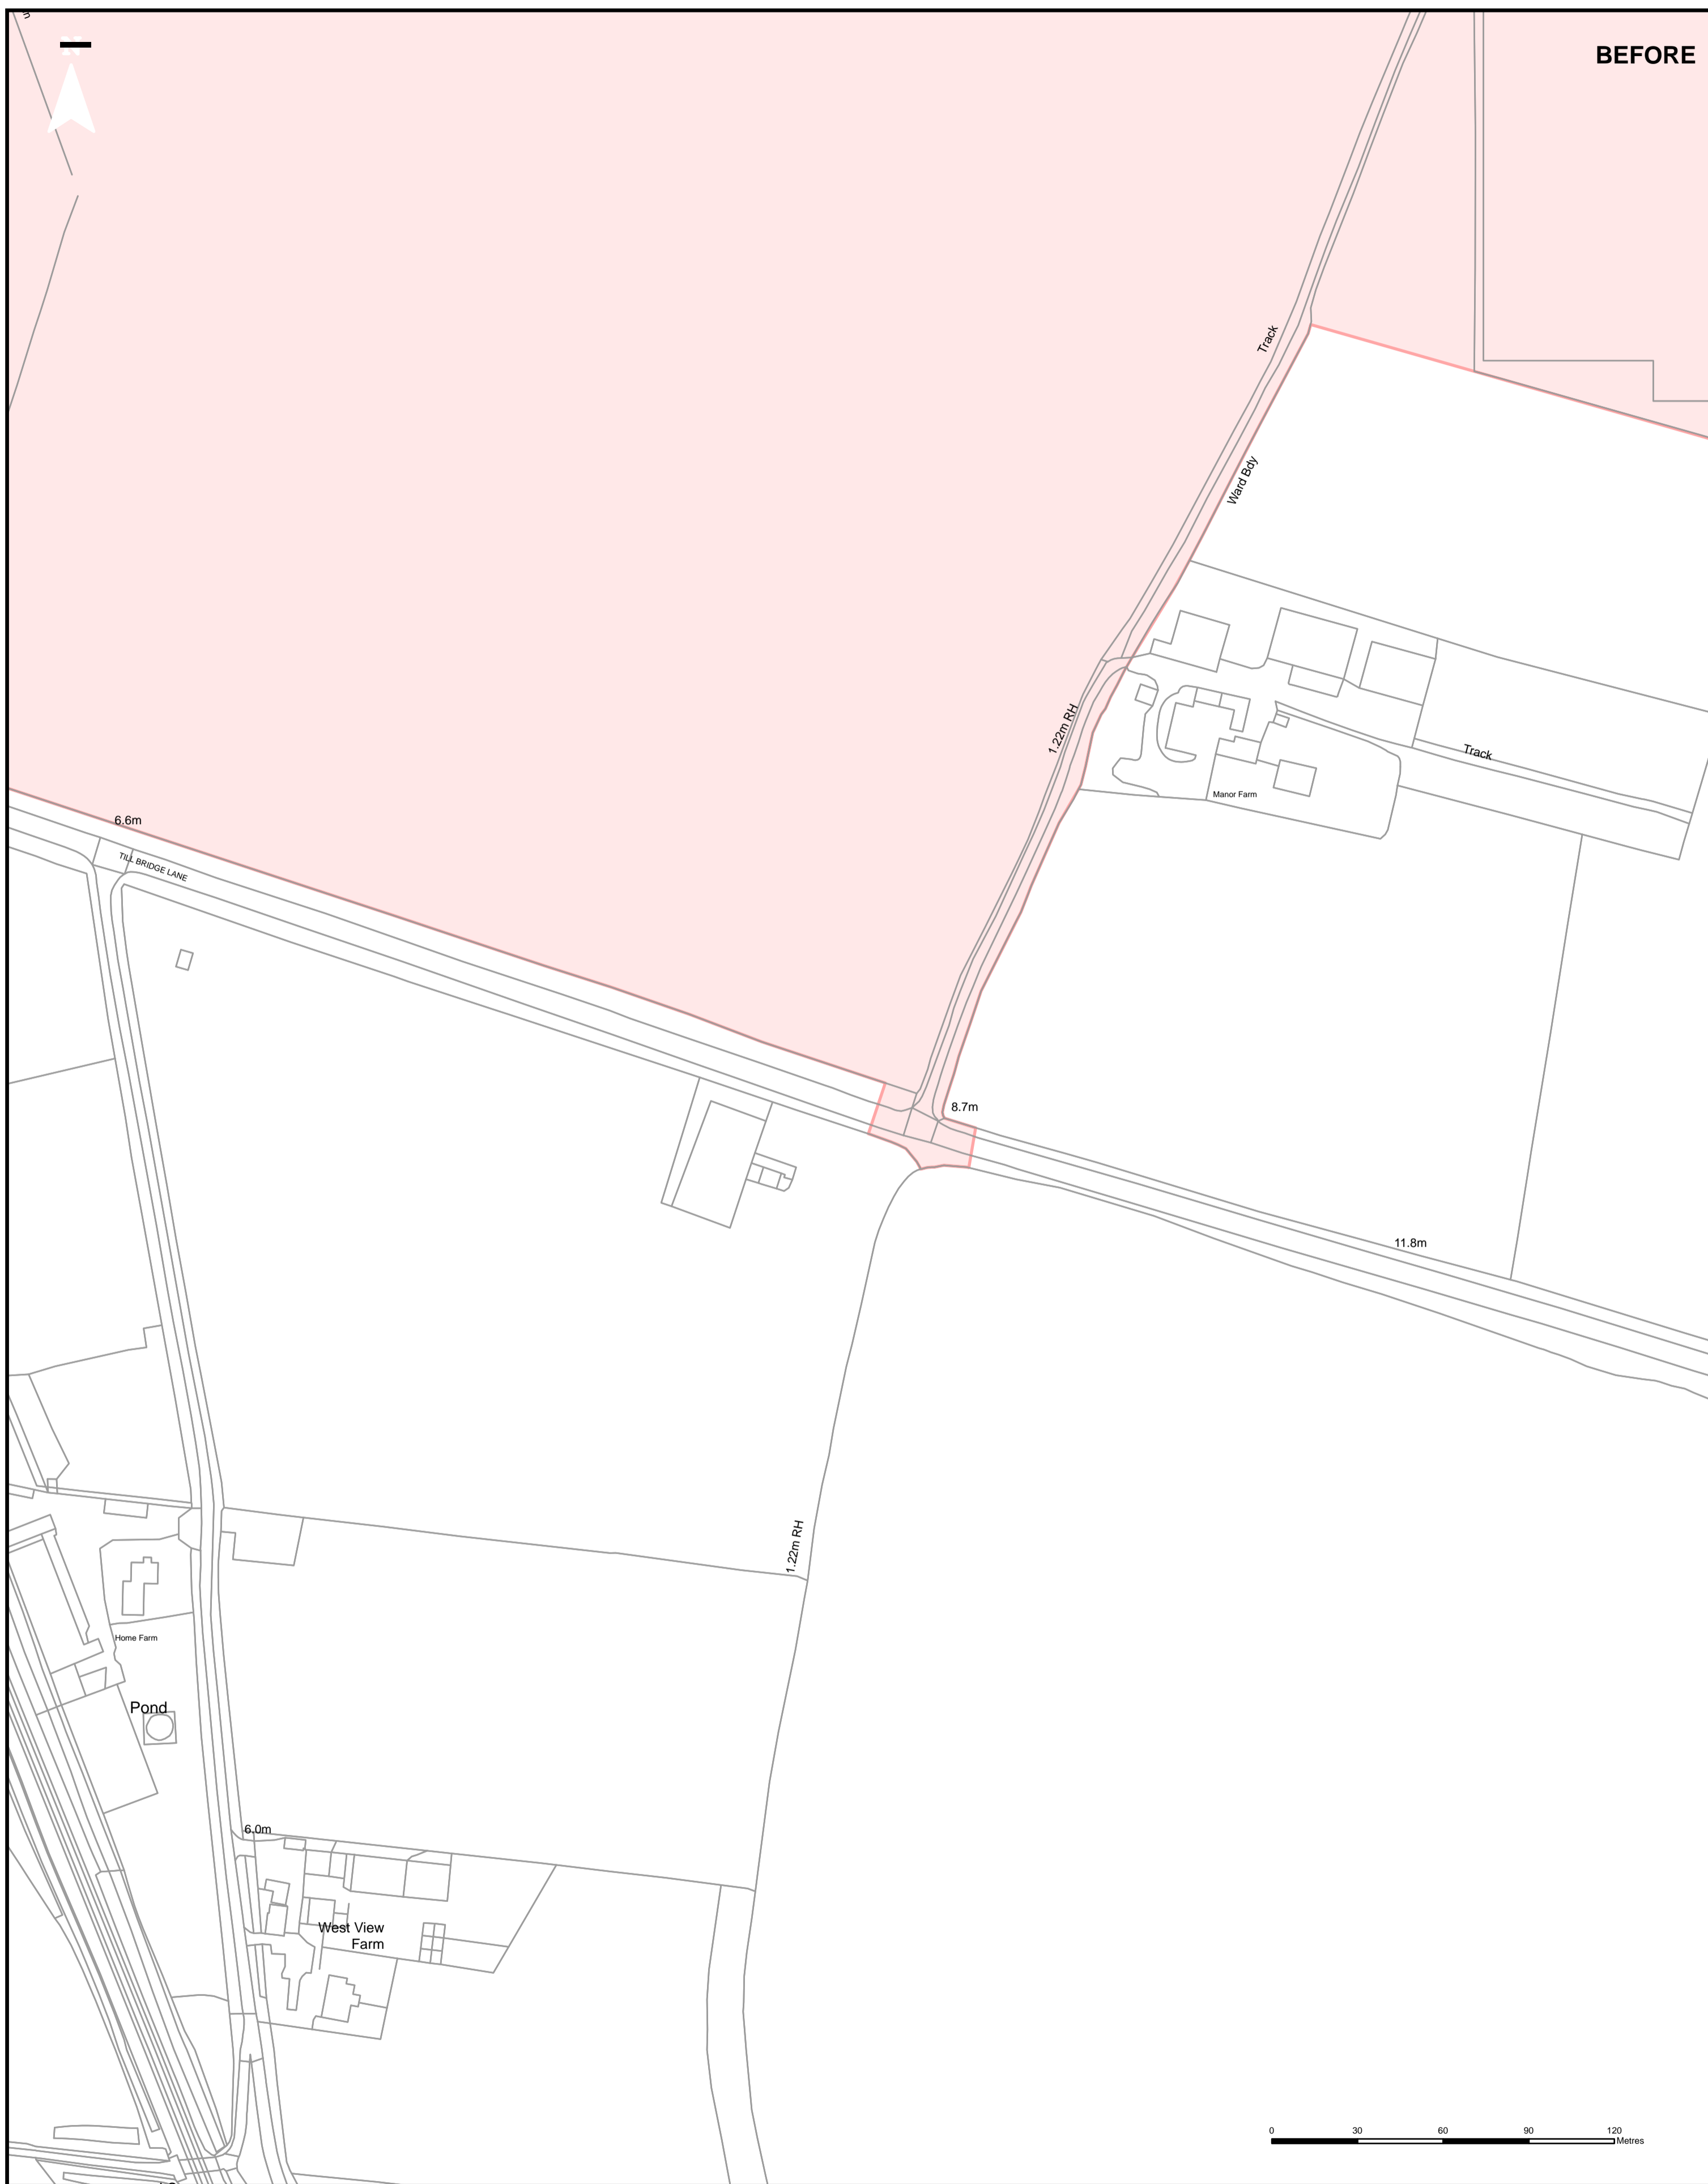 N
BEFORE
Track
Ward Bdy
1.22m RH
Track
Manor Farm
6.6m
TILL BRIDGE LANE
8.7m
11.8m
1.22m RH
Home Farm
Pond
6.0m
West View
Farm
0 30 60 90 120
Metres